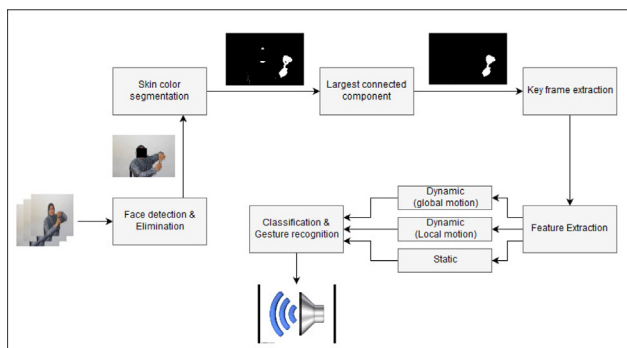 Skin color
segmentation
Largest connected
component
Key frame extraction
Face detection &
Elimination
Classification &
Gesture recognition
Dynamic
(global motion)
Dynamic
(Local motion)
Static
Feature Extraction